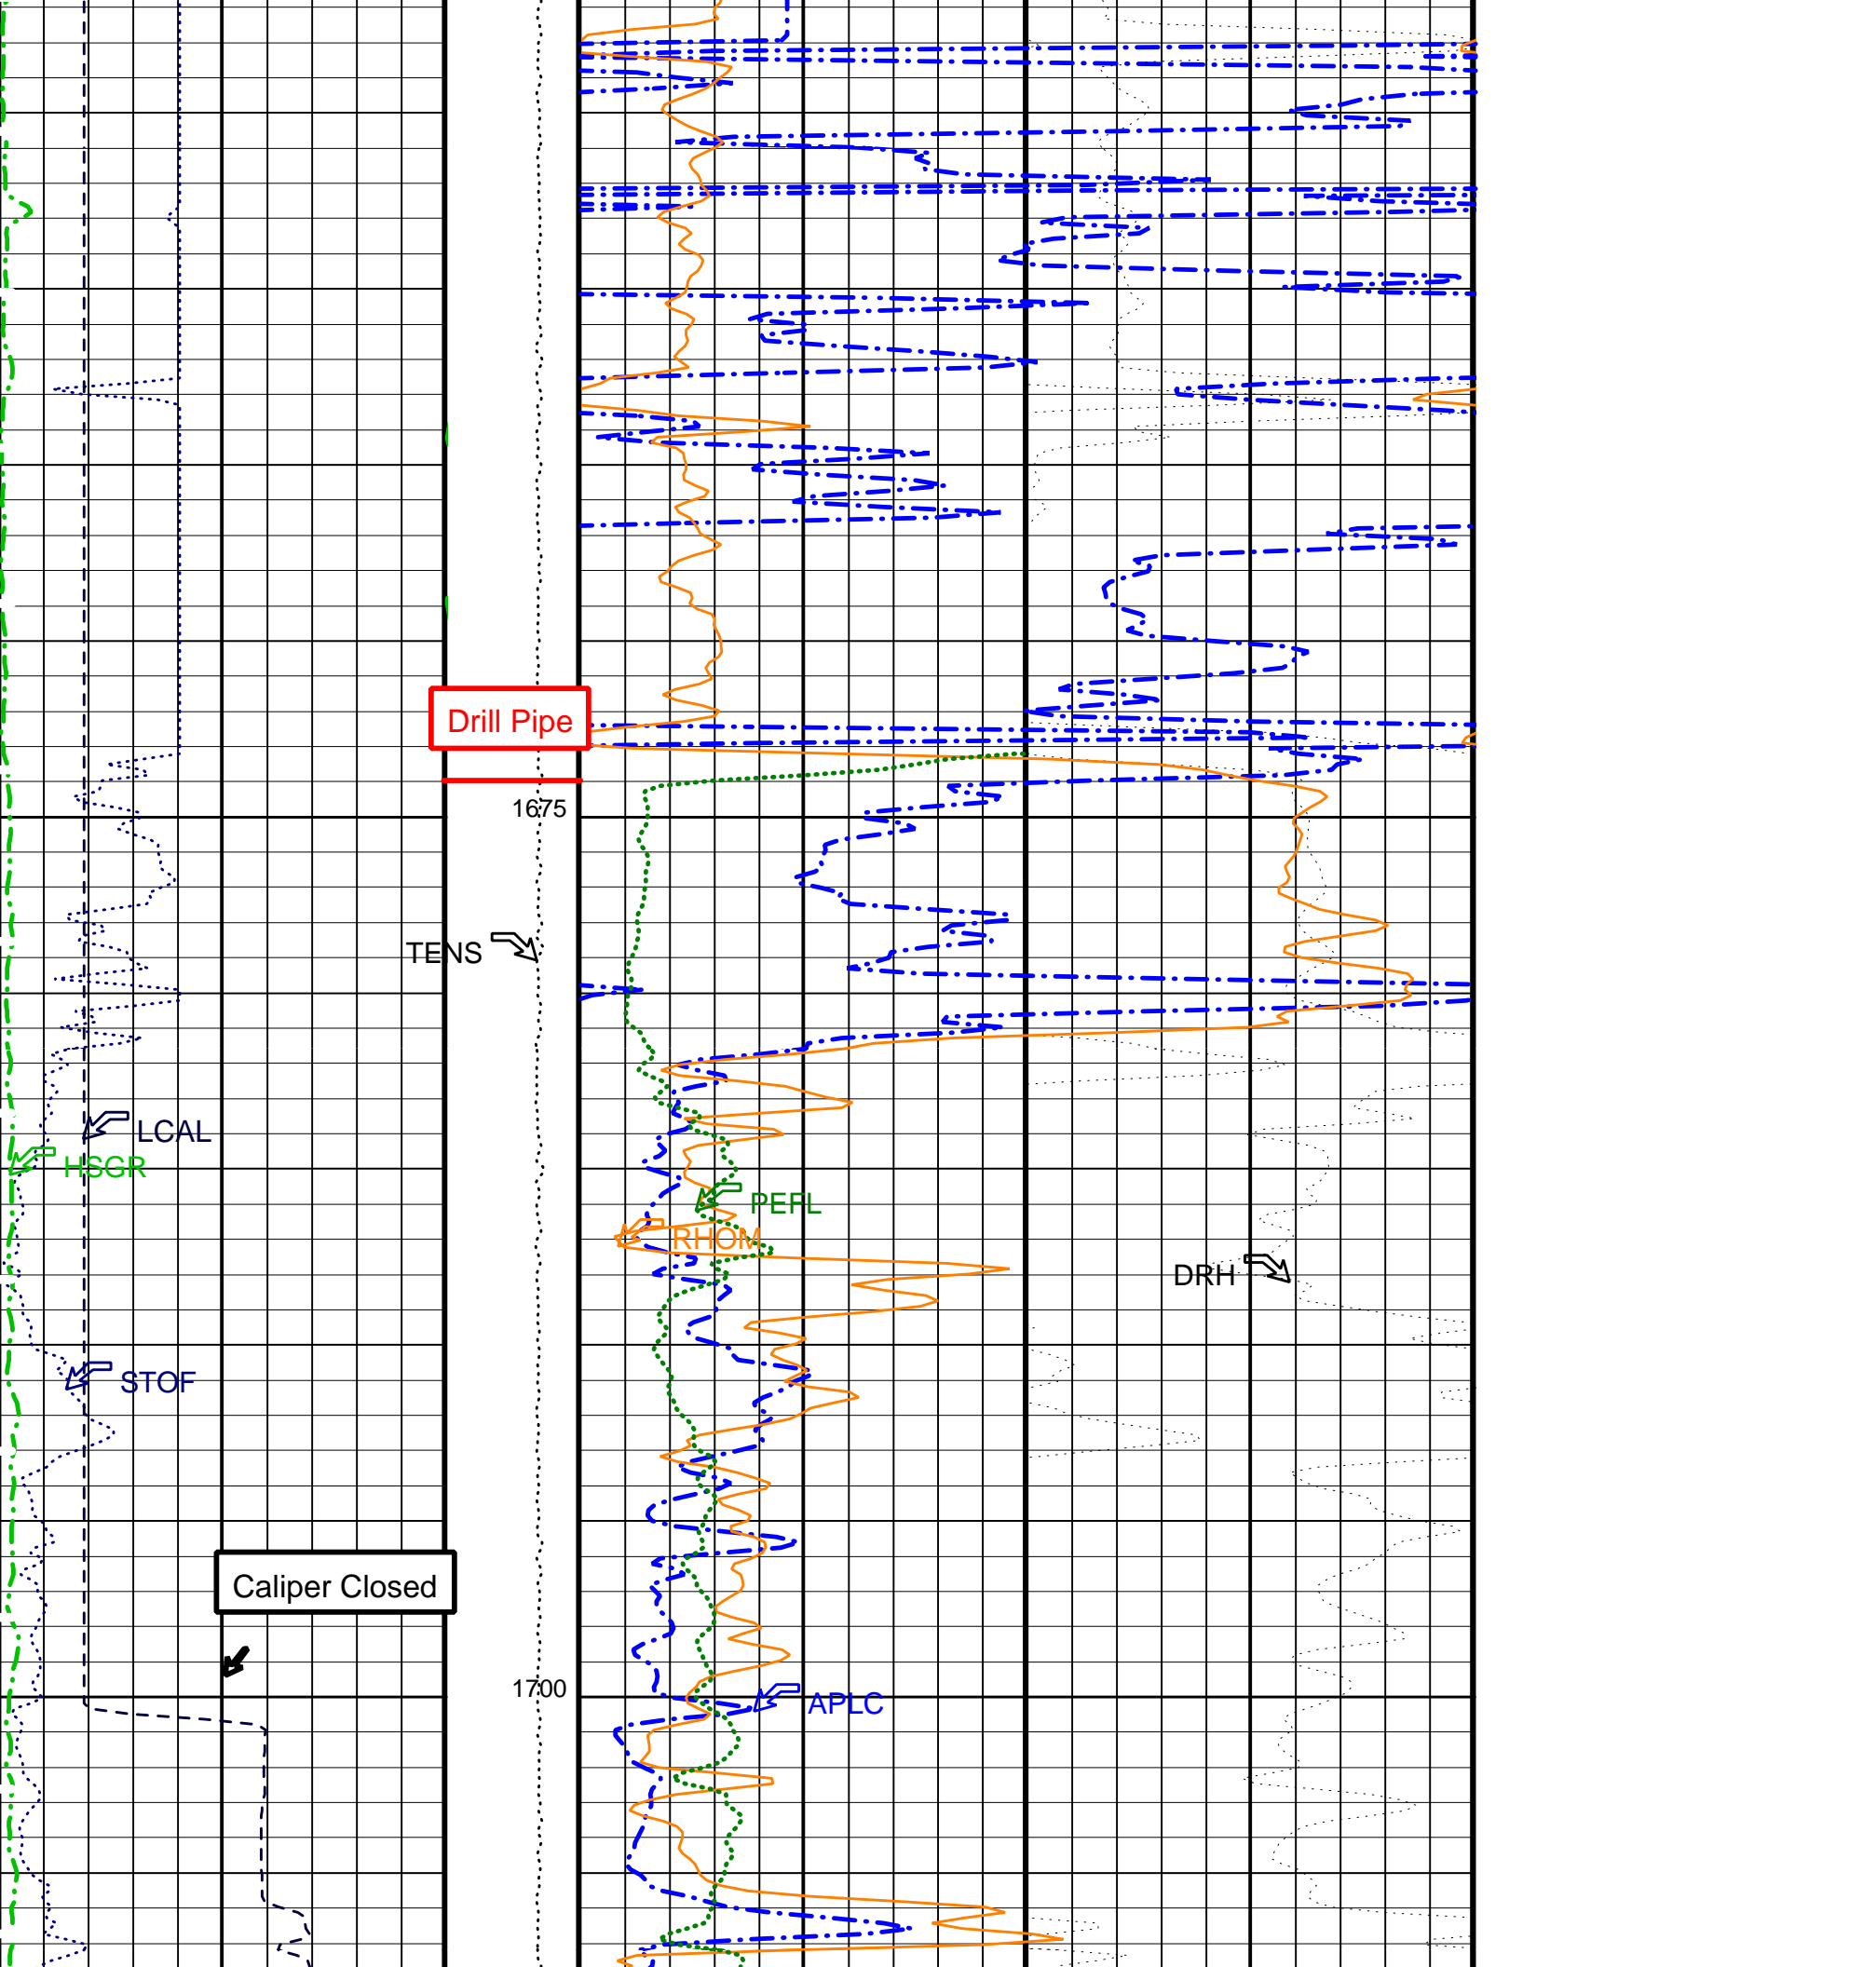 Drill Pipe
1675
TENS
LCAL
HSGR
PEFL
RHOM
DRH
STOF
Caliper Closed
1700
APLC